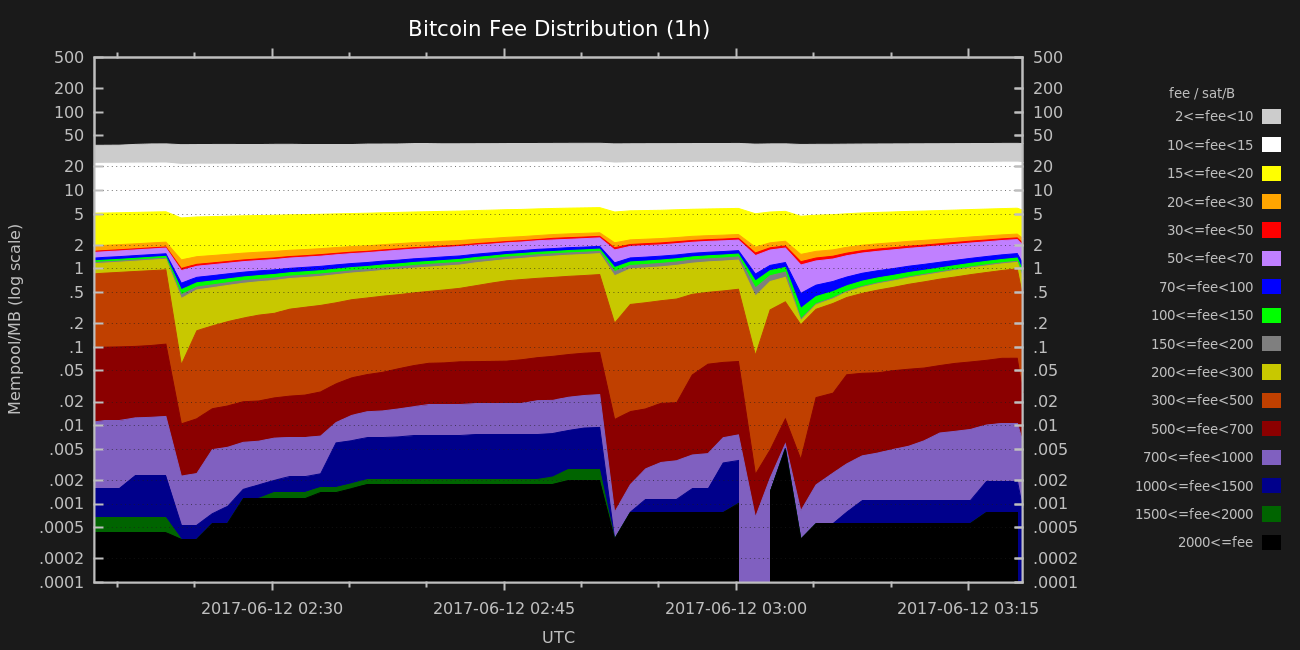 Bitcoin Fee Distribution (1h)
500 500
200 200
100 100
50 50
20 20
10 10
5 5
2 2
1 1
.5 .5
.2 .2
.1 .1
.05 .05
.02 .02
.01 .01
.005 .005
.002 .002
.001 .001
.0005 .0005
.0002 .0002
.0001 .0001
Mempool/MB (log scale)
2017-06-12 02:30 2017-06-12 02:45 2017-06-12 03:00 2017-06-12 03:15
UTC
fee / sat/B
2<=fee<10
10<=fee<15
15<=fee<20
20<=fee<30
30<=fee<50
50<=fee<70
70<=fee<100
100<=fee<150
150<=fee<200
200<=fee<300
300<=fee<500
500<=fee<700
700<=fee<1000
1000<=fee<1500
1500<=fee<2000
2000<=fee